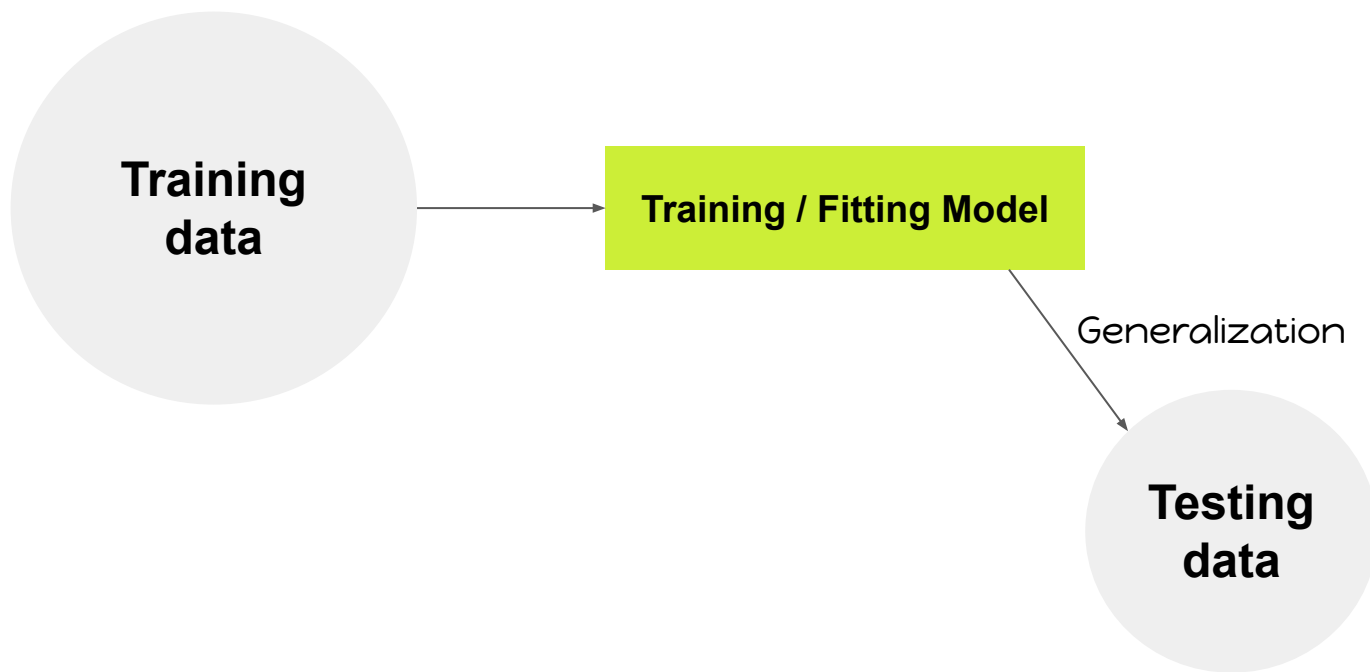 Training
data
Training / Fitting Model
Generalization
Testing
data